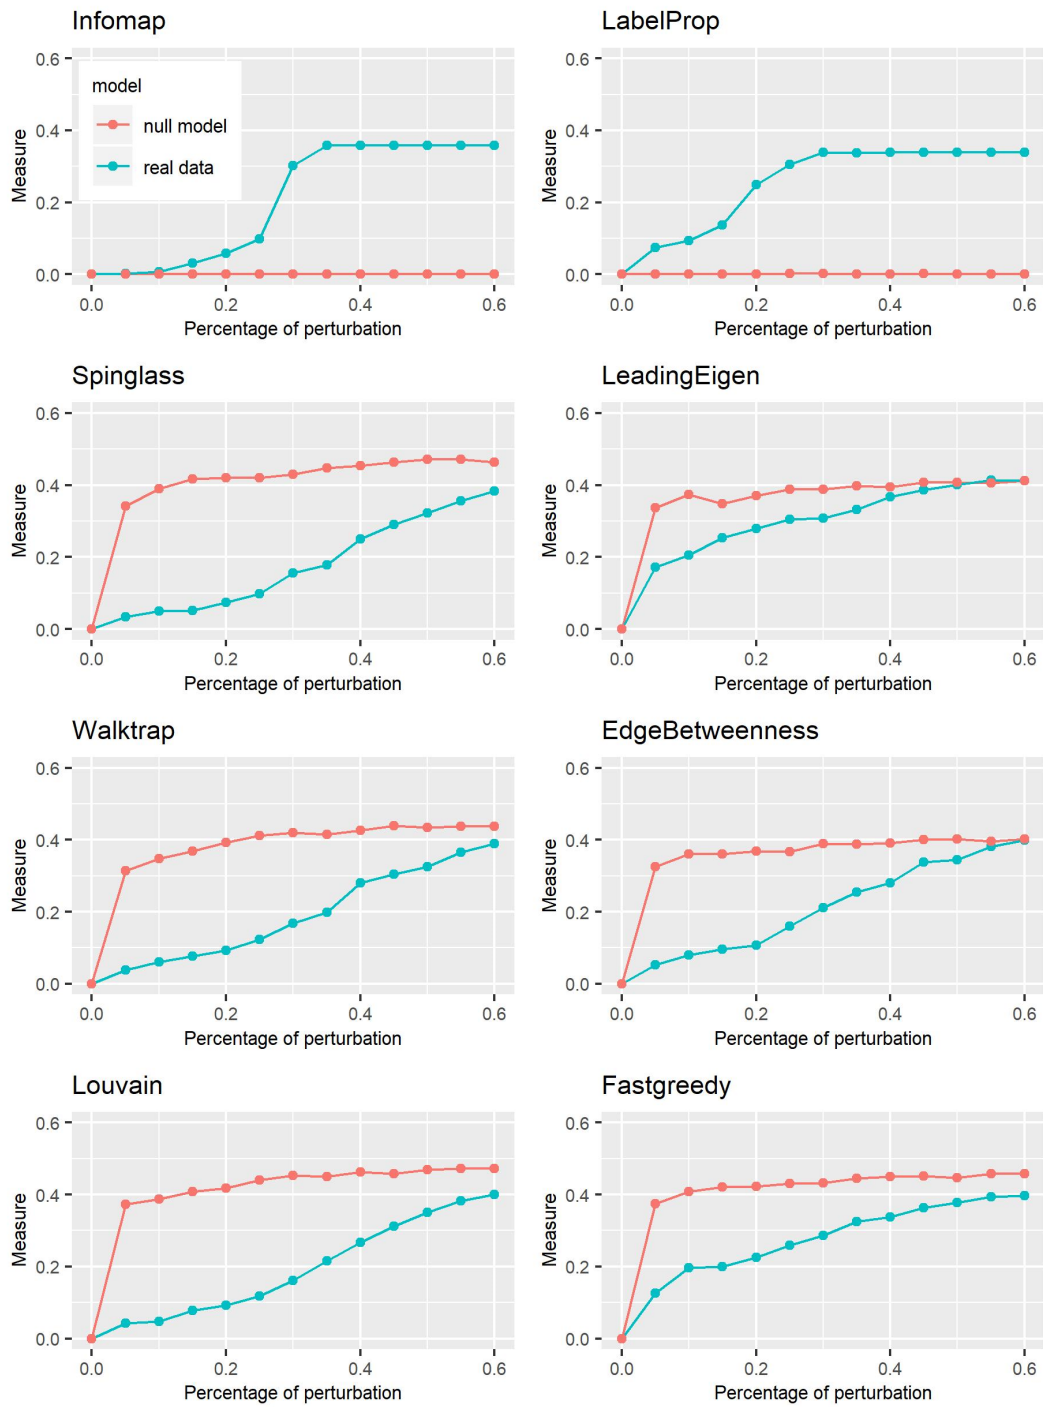 Infomap
LabelProp
0.6
0.4
0.2
0.0
Measure
model
null model
real data
0.0 0.2 0.4 0.6
Percentage of perturbation
0.6
0.4
0.2
0.0
Measure
0.0 0.2 0.4 0.6
Percentage of perturbation
Spinglass
LeadingEigen
0.6
0.4
0.2
0.0
Measure
0.0 0.2 0.4 0.6
Percentage of perturbation
0.6
0.4
0.2
0.0
Measure
0.0 0.2 0.4 0.6
Percentage of perturbation
Walktrap
EdgeBetweenness
0.6
0.4
0.2
0.0
Measure
0.0 0.2 0.4 0.6
Percentage of perturbation
0.6
0.4
0.2
0.0
Measure
0.0 0.2 0.4 0.6
Percentage of perturbation
Louvain
Fastgreedy
0.6
0.4
0.2
0.0
Measure
0.0 0.2 0.4 0.6
Percentage of perturbation
0.6
0.4
0.2
0.0
Measure
0.0 0.2 0.4 0.6
Percentage of perturbation